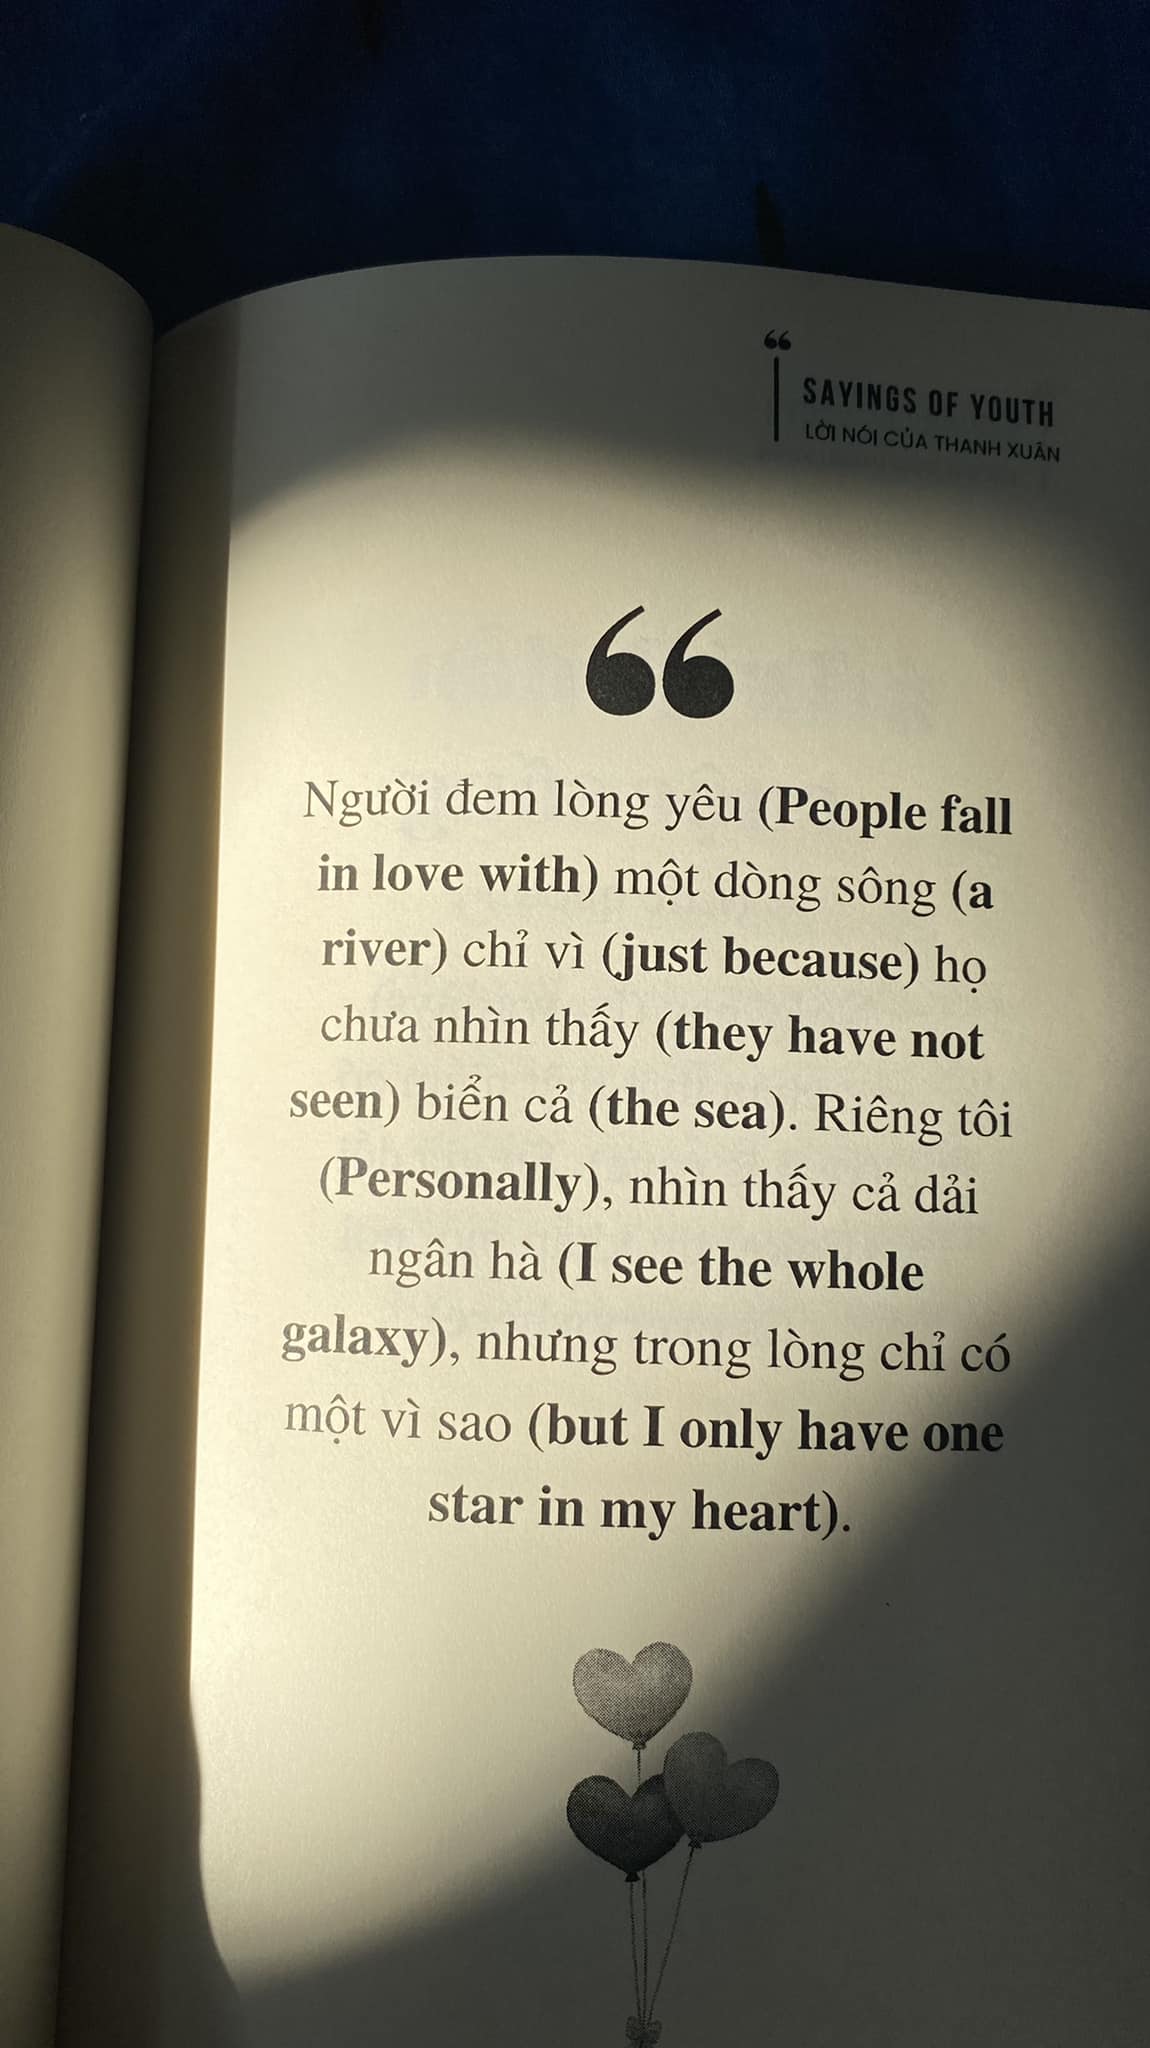 “
SAYINGS OF YOUTH
LỜI NÓI CỦA THANH XUÂN
“
Người đem lòng yêu (People fall
in love with) một dòng sông (a
river) chỉ vì (just because) họ
chưa nhìn thấy (they have not
seen) biển cả (the sea). Riêng tôi
(Personally), nhìn thấy cả dải
ngân hà (I see the whole
galaxy), nhưng trong lòng chỉ có
một vì sao (but I only have one
star in my heart).